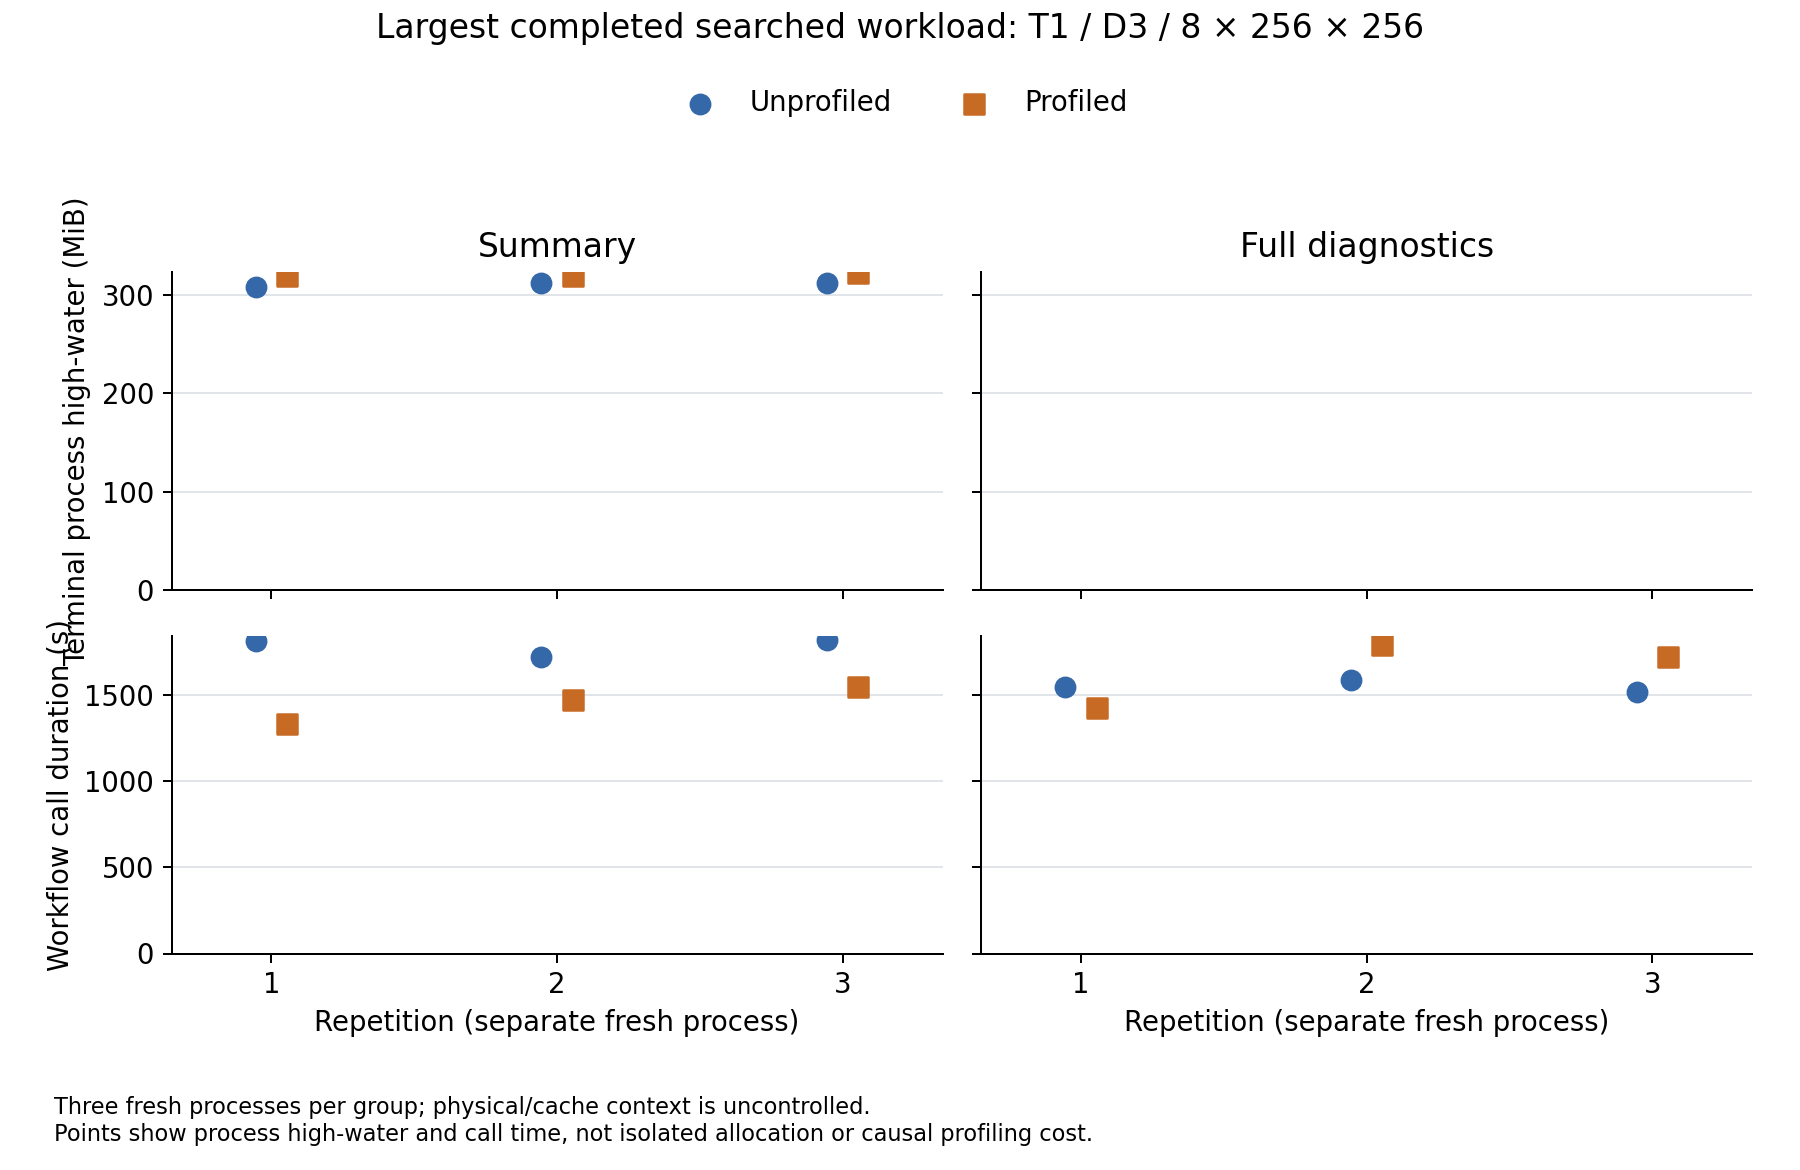 Largest completed searched workload: T1 / D3 / 8 × 256 × 256
Unprofiled
Profiled
Summary
Full diagnostics
Terminal process high-water (MiB)
300
200
100
0
Workflow call duration (s)
1500
1000
500
0
1
2
3
1
2
3
Repetition (separate fresh process)
Repetition (separate fresh process)
Three fresh processes per group; physical/cache context is uncontrolled.
Points show process high-water and call time, not isolated allocation or causal profiling cost.